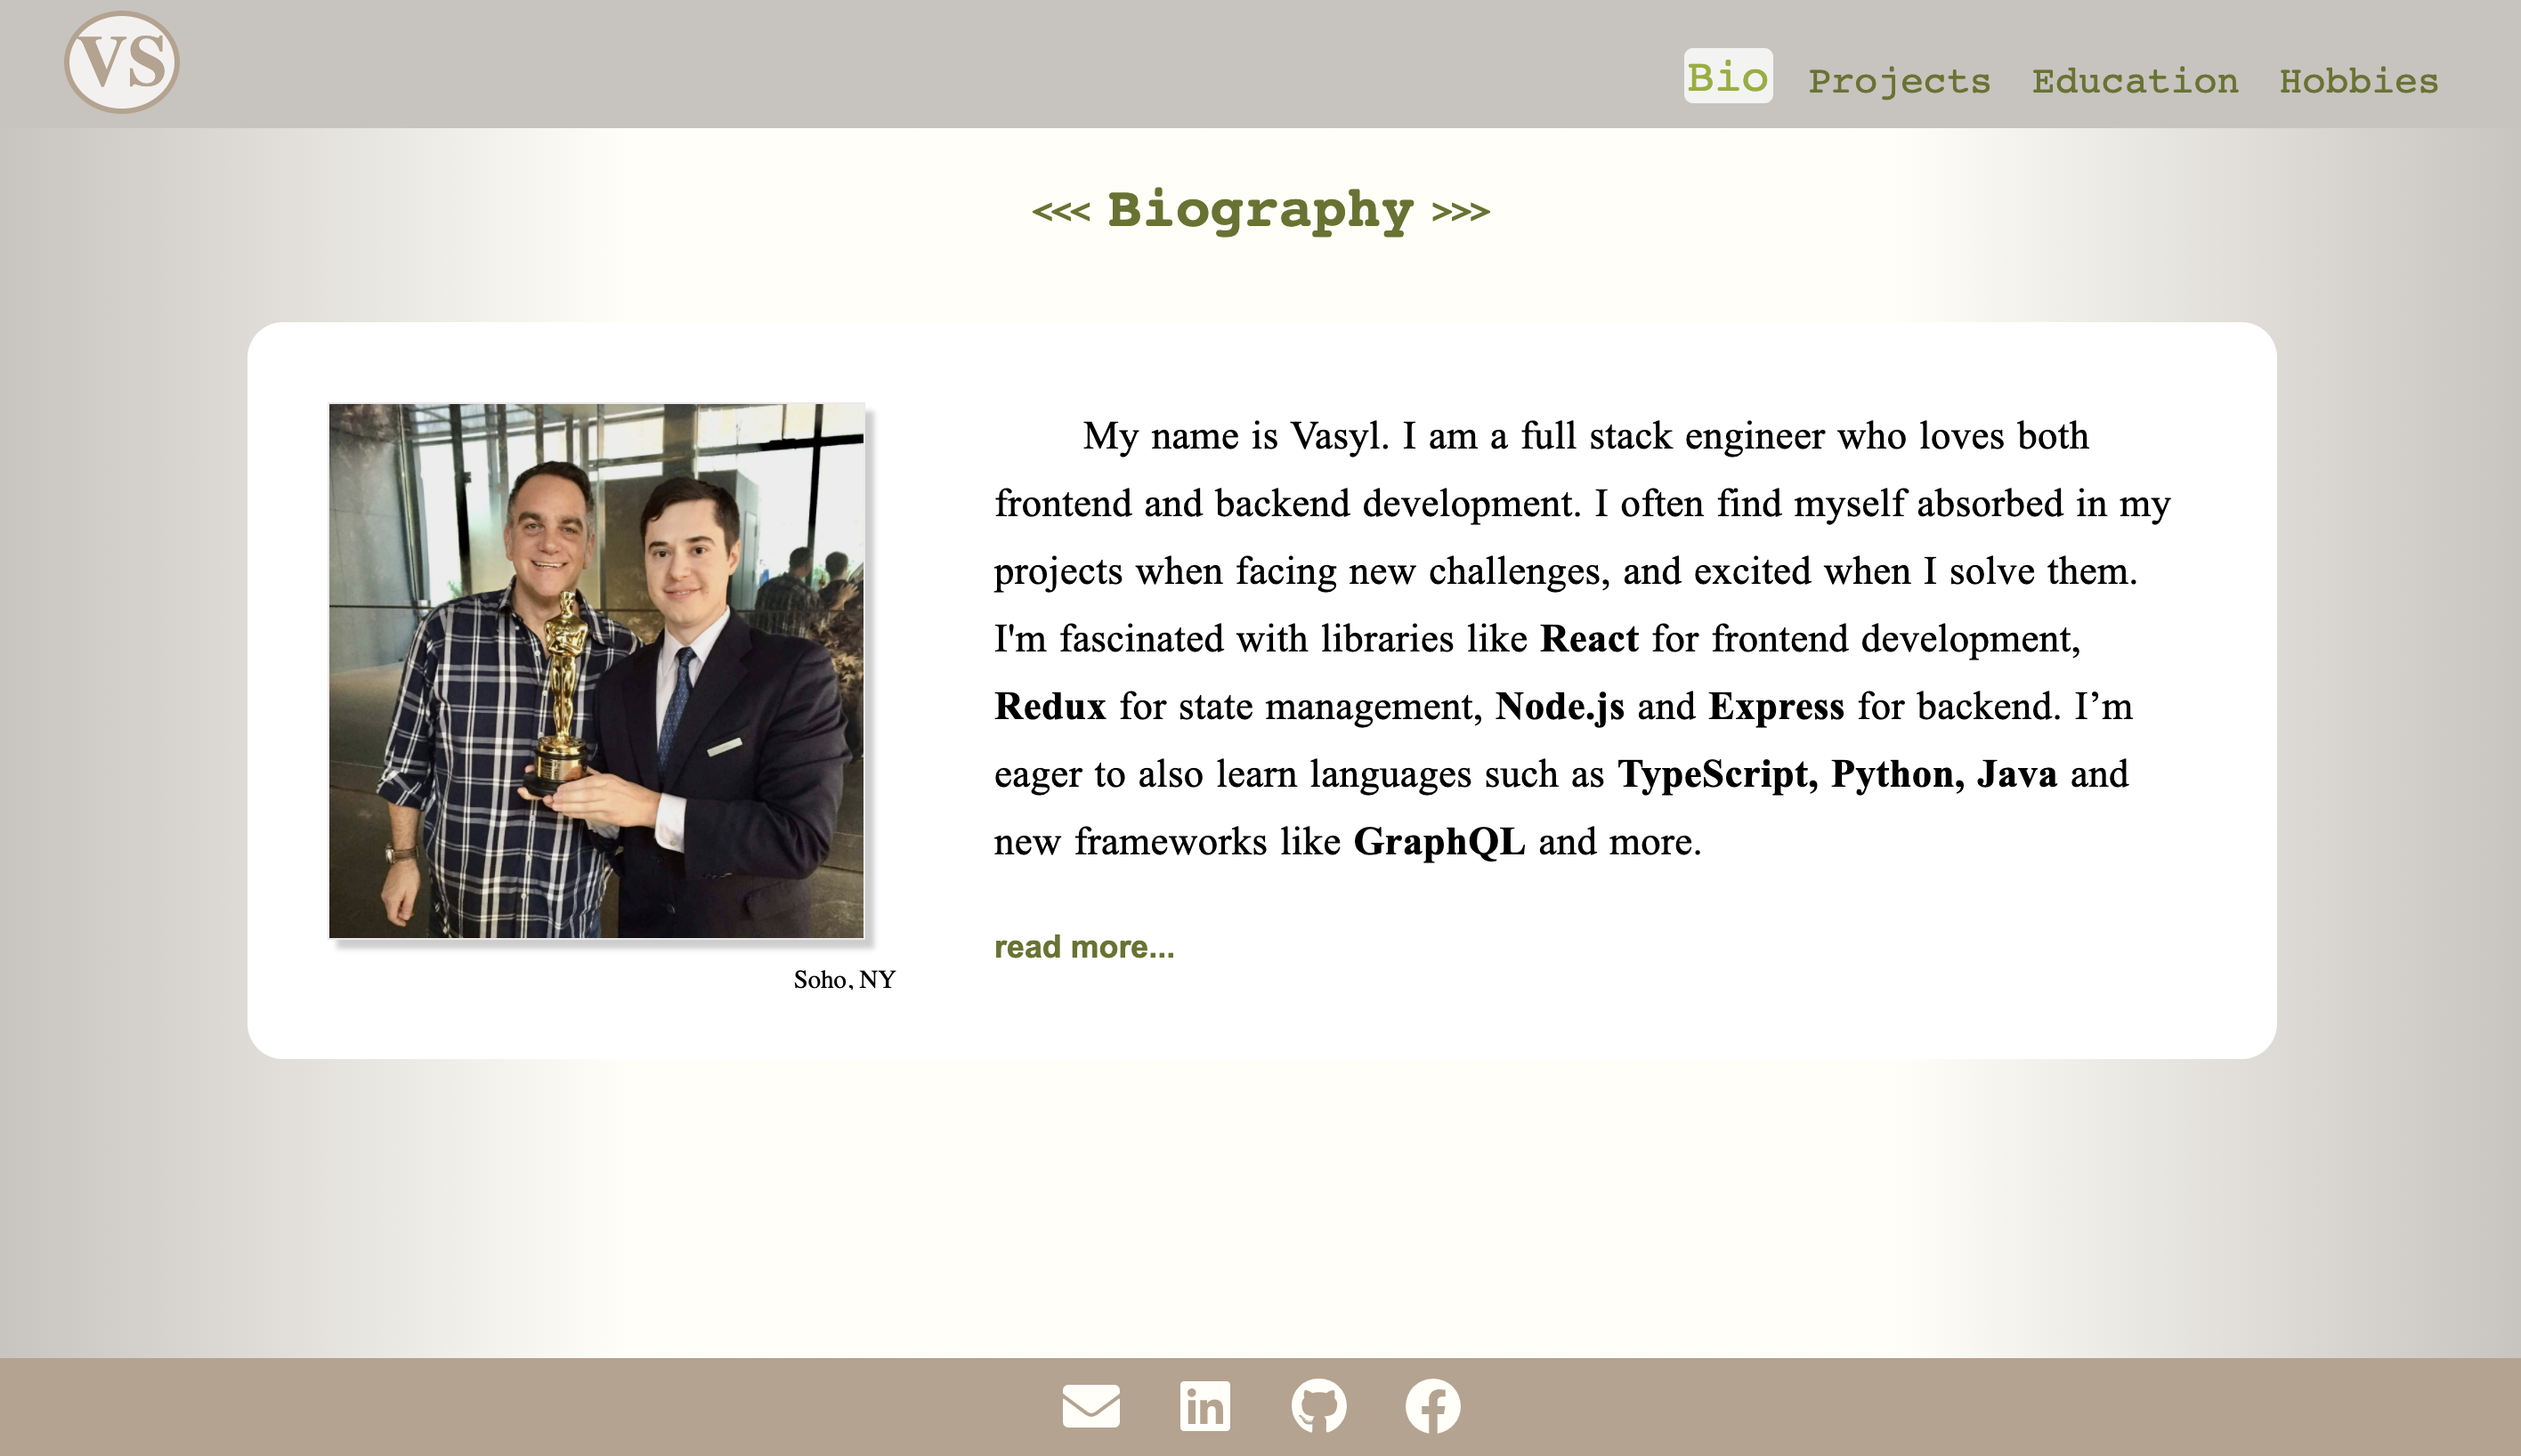 VS
Bio Projects Education Hobbies
<<< Biography >>>
My name is Vasyl. I am a full stack engineer who loves both
frontend and backend development. I often find myself absorbed in my
projects when facing new challenges, and excited when I solve them.
I'm fascinated with libraries like React for frontend development,
Redux for state management, Node.js and Express for backend. I’m
eager to also learn languages such as TypeScript, Python, Java and
new frameworks like GraphQL and more.
read more...
Soho, NY
in